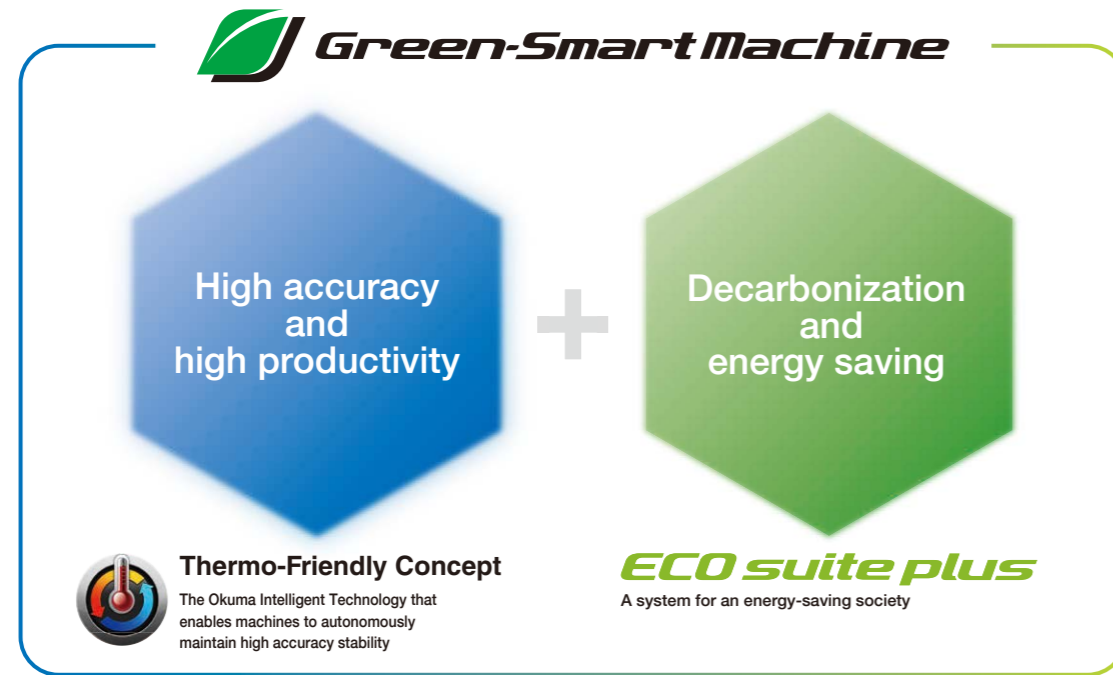 Green-Smart Machine
High accuracy
and
high productivity
+
Decarbonization
and
energy saving
Thermo-Friendly Concept
The Okuma Intelligent Technology that
enables machines to autonomously
maintain high accuracy stability
ECO suite plus
A system for an energy-saving society